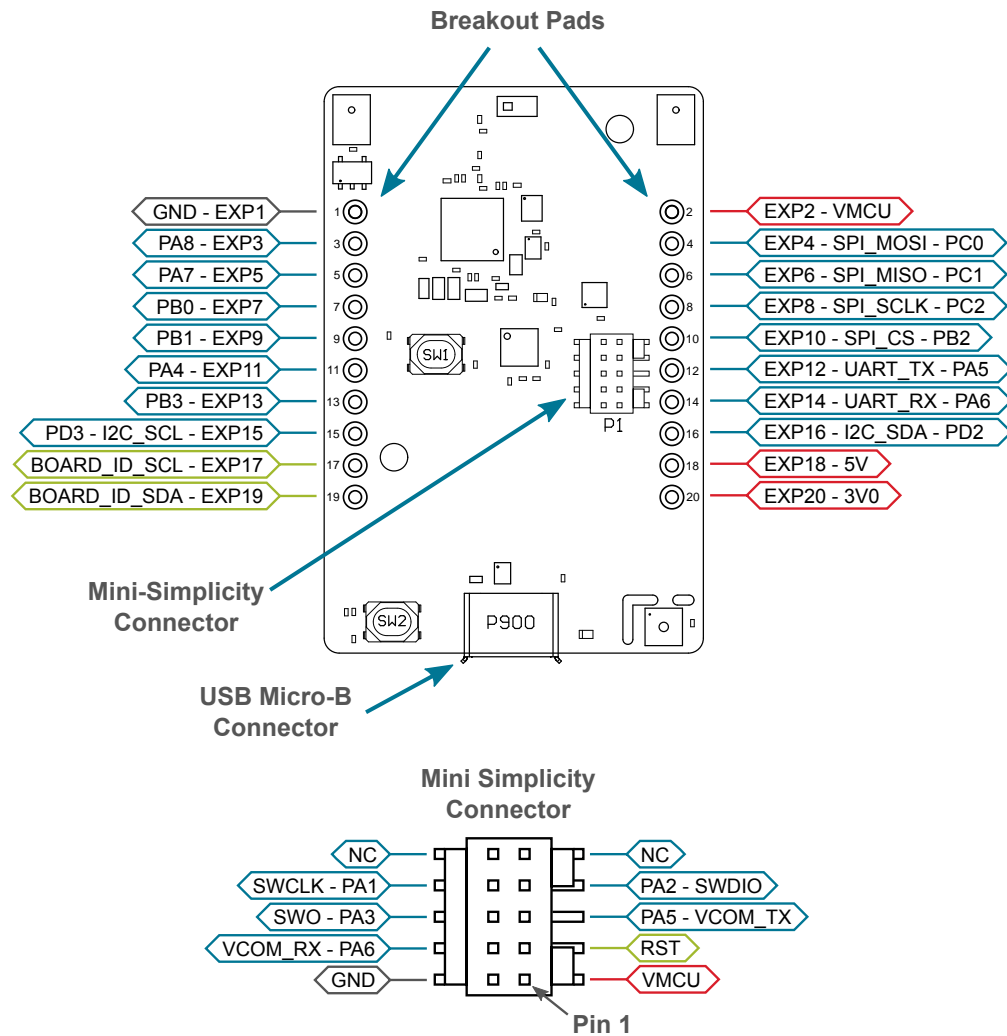 Breakout Pads
GND - EXP1
1
2
EXP2 - VMCU
PA8 - EXP3
3
4
EXP4 - SPI_MOSI - PC0
PA7 - EXP5
5
6
EXP6 - SPI_MISO - PC1
PB0 - EXP7
7
8
EXP8 - SPI_SCLK - PC2
PB1 - EXP9
9
10
EXP10 - SPI_CS - PB2
SW1
PA4 - EXP11
11
12
EXP12 - UART_TX - PA5
PB3 - EXP13
13
14
EXP14 - UART_RX - PA6
P1
PD3 - I2C_SCL - EXP15
15
16
EXP16 - I2C_SDA - PD2
BOARD_ID_SCL - EXP17
17
18
EXP18 - 5V
BOARD_ID_SDA - EXP19
19
20
EXP20 - 3V0
Mini-Simplicity
Connector
SW2
P900
USB Micro-B
Connector
Mini Simplicity
Connector
NC
NC
SWCLK - PA1
PA2 - SWDIO
SWO - PA3
PA5 - VCOM_TX
VCOM_RX - PA6
RST
GND
VMCU
Pin 1